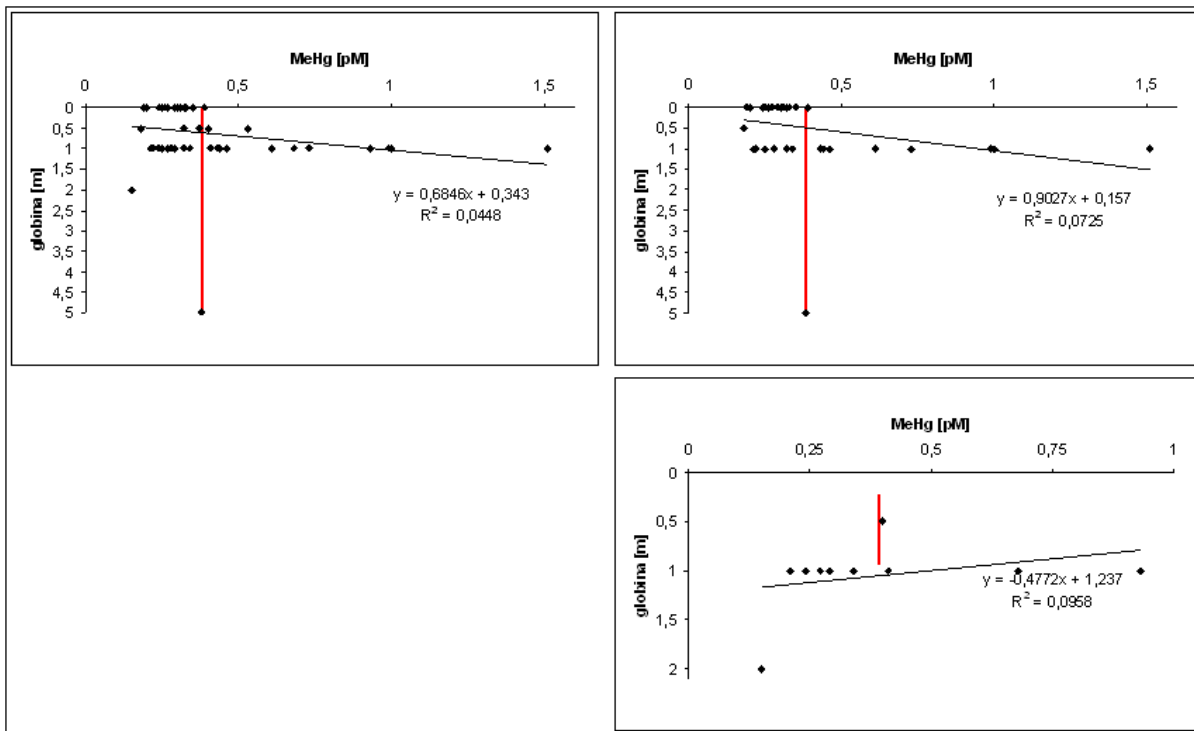 MeHg [pM]
0 0,5 1 1,5
globina [m]
0
0,5
1
1,5
2
2,5
3
3,5
4
4,5
5
y = 0,6846x + 0,343
R² = 0,0448
MeHg [pM]
0 0,5 1 1,5
globina [m]
0
0,5
1
1,5
2
2,5
3
3,5
4
4,5
5
y = 0,9027x + 0,157
R² = 0,0725
MeHg [pM]
0 0,25 0,5 0,75 1
globina [m]
0
0,5
1
1,5
2
y = -0,4772x + 1,237
R² = 0,0958